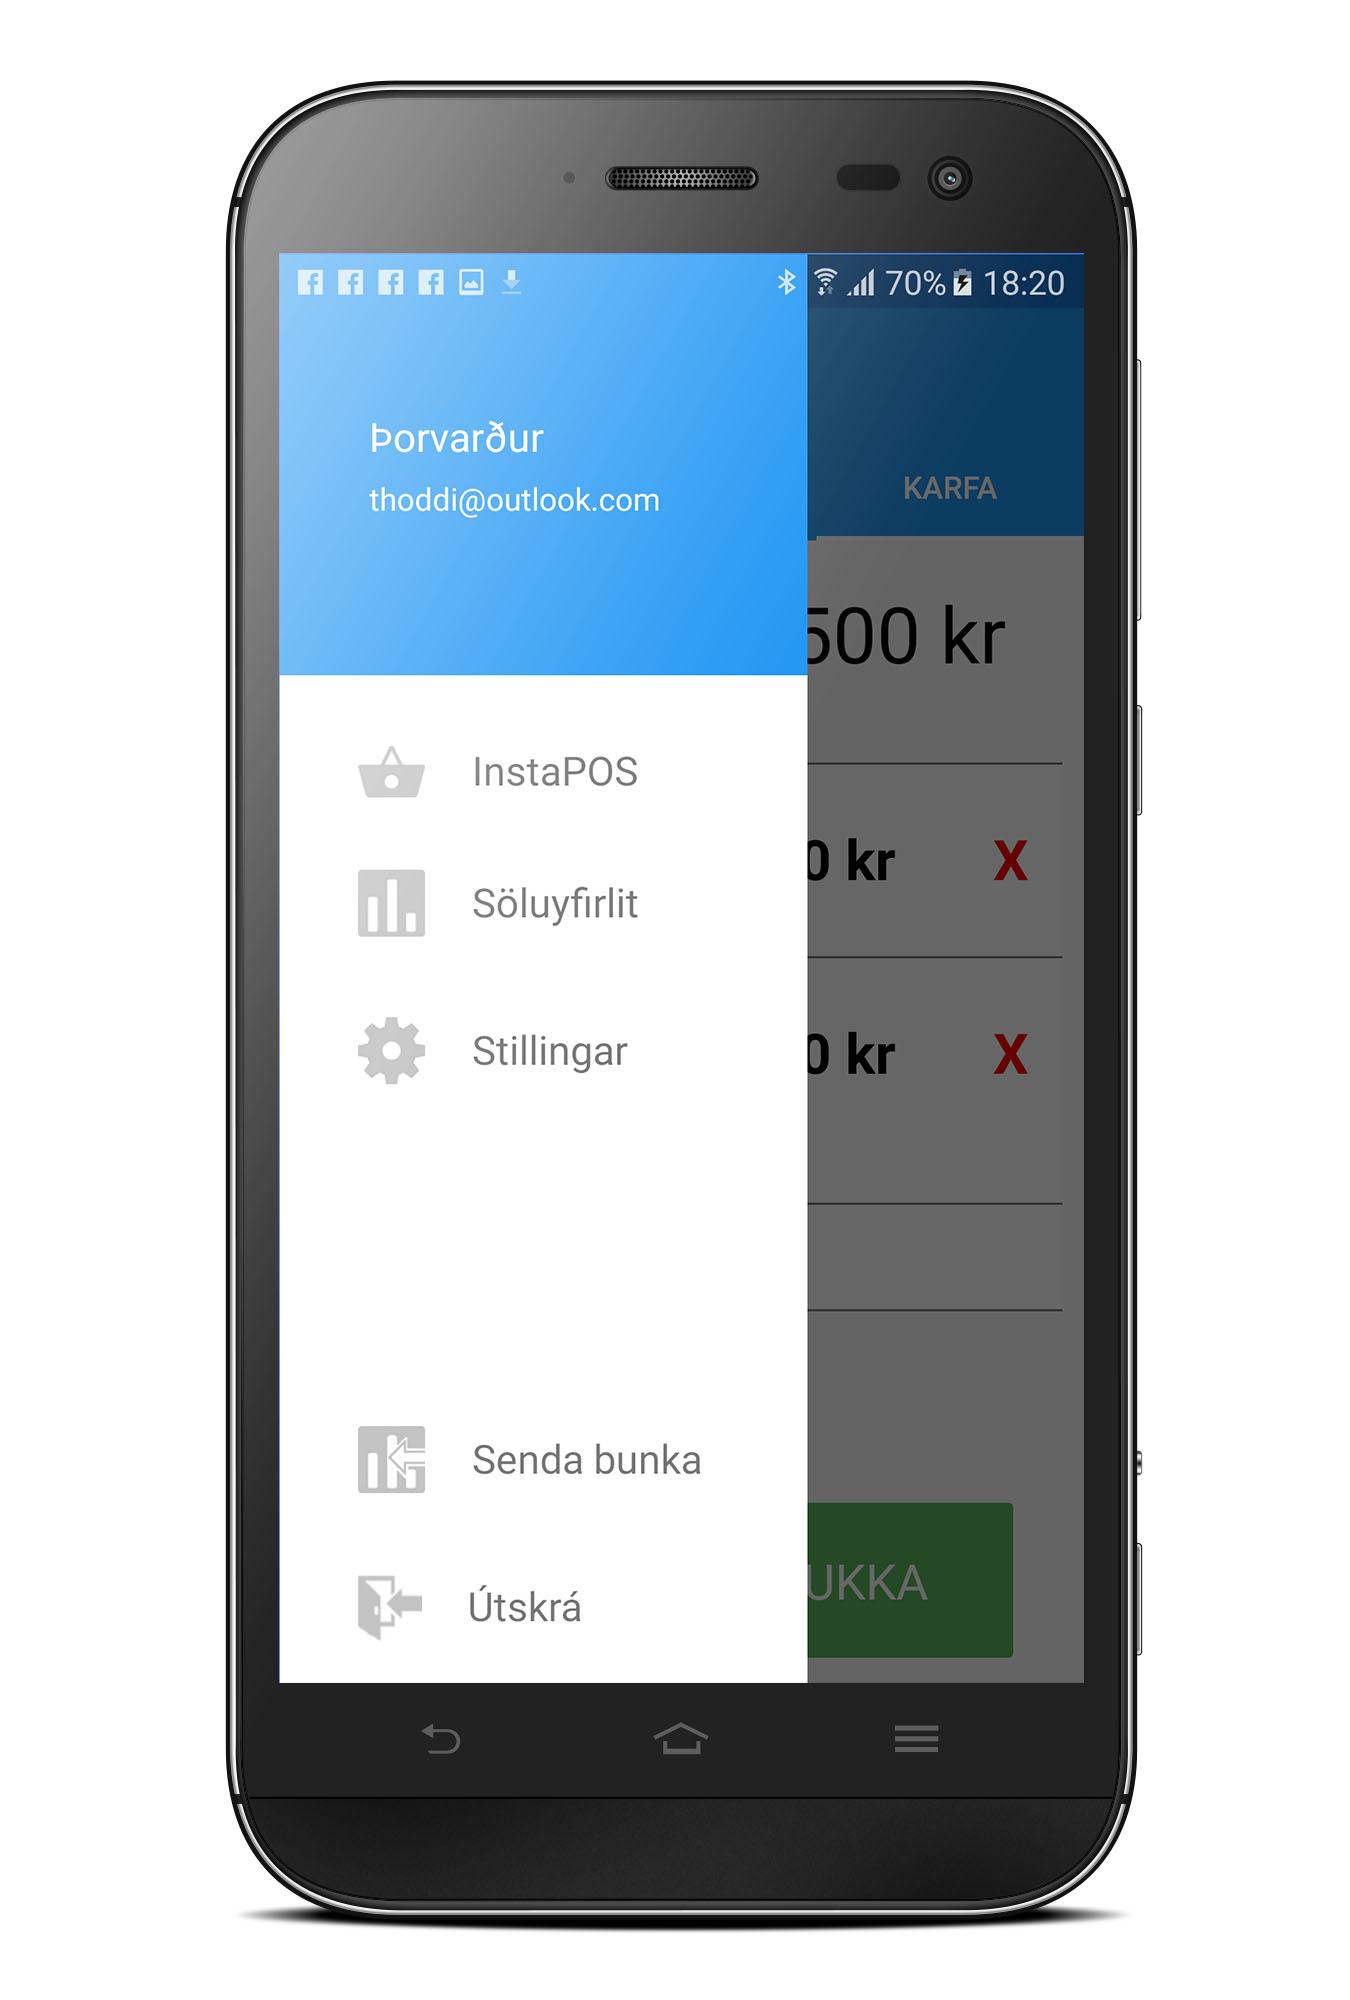 70% 18:20
Þorvarður
thoddi@outlook.com
KARFA
500 kr
InstaPOS
0 kr X
Söluyfirlit
Stillingar
0 kr X
Senda bunka
UKKA
Útskrá